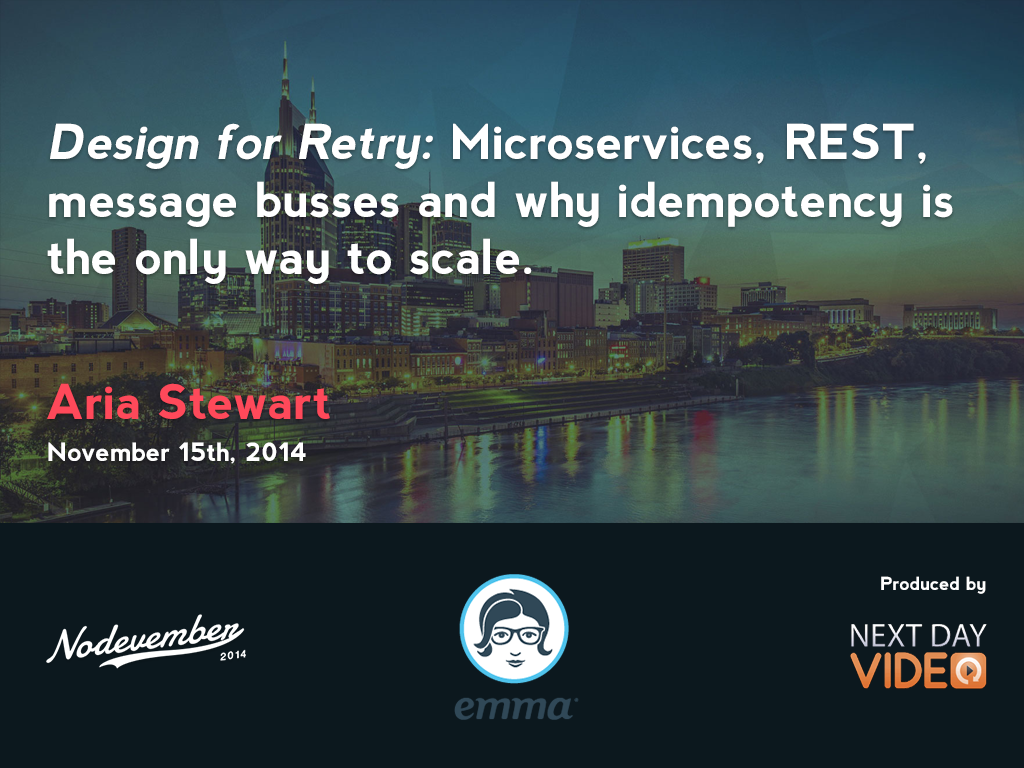 Design for Retry: Microservices, REST,
message busses and why idempotency is
the only way to scale.
Aria Stewart
November 15th, 2014
Nodevember
2014
emma
Produced by
NEXT DAY
VIDEO